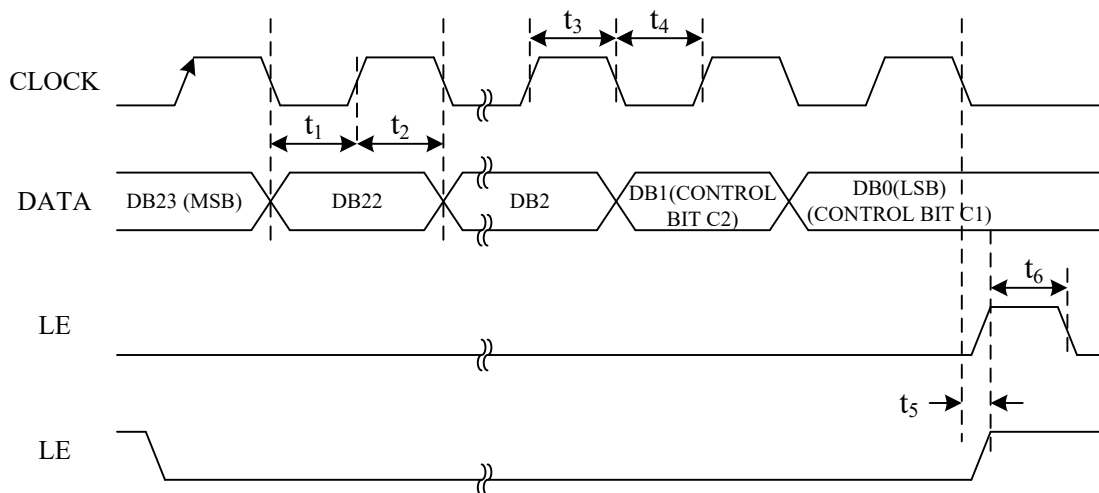 t₃ t₄
CLOCK
t₁ t₂
DATA
DB23 (MSB) DB22 DB2 DB1(CONTROL BIT C2) DB0(LSB) (CONTROL BIT C1)
t₆
LE
t₅
LE